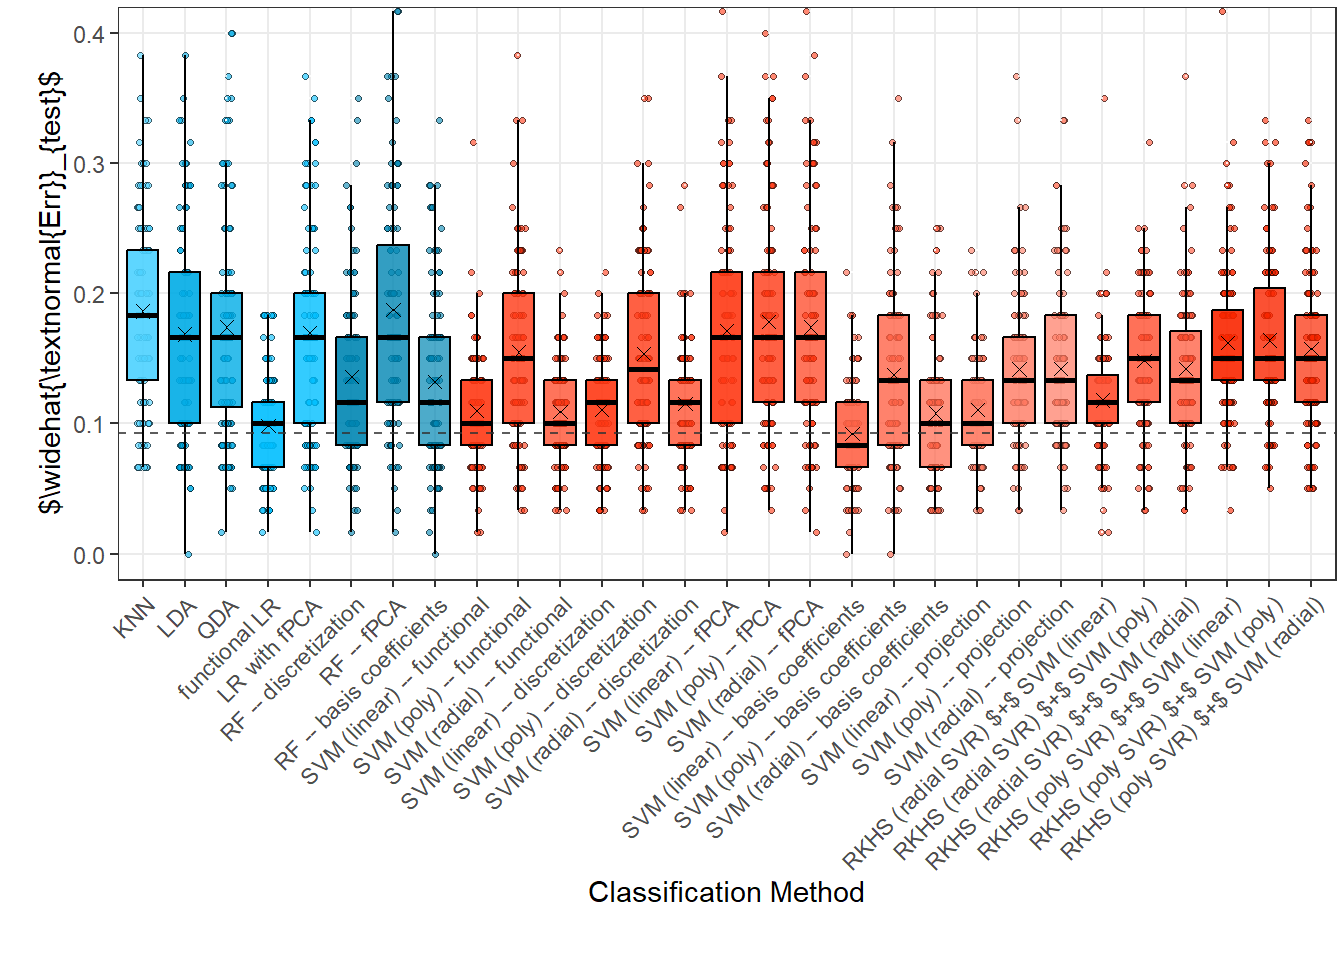 $\widehat{\textnormal{Err}}_{test}$
0.4
0.3
0.2
0.1
0.0
KNN
LDA
QDA
functional LR
LR with fPCA
RF -- discretization
RF -- fPCA
RF -- basis coefficients
SVM (linear) -- functional
SVM (poly) -- functional
SVM (radial) -- functional
SVM (linear) -- discretization
SVM (poly) -- discretization
SVM (radial) -- discretization
SVM (linear) -- fPCA
SVM (poly) -- fPCA
SVM (radial) -- fPCA
SVM (linear) -- basis coefficients
SVM (poly) -- basis coefficients
SVM (radial) -- basis coefficients
SVM (linear) -- projection
SVM (poly) -- projection
SVM (radial) -- projection
RKHS (radial SVR) $+$ SVM (linear)
RKHS (radial SVR) $+$ SVM (poly)
RKHS (radial SVR) $+$ SVM (radial)
RKHS (poly SVR) $+$ SVM (linear)
RKHS (poly SVR) $+$ SVM (poly)
RKHS (poly SVR) $+$ SVM (radial)
Classification Method